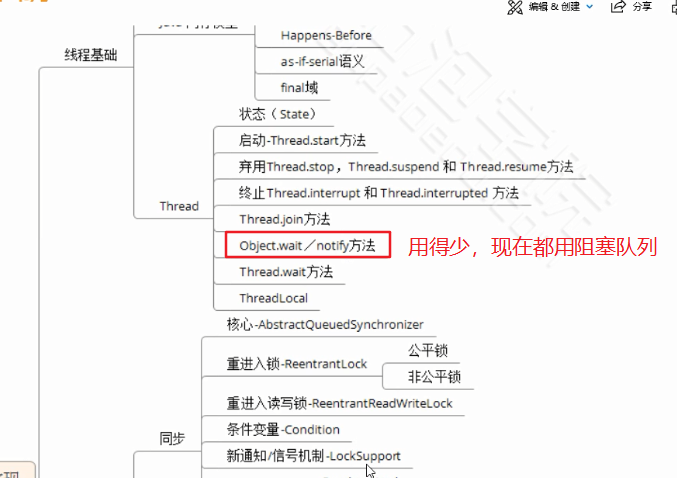 编辑 & 创建
分享
Happens-Before
线程基础
as-if-serial语义
final域
状态（State）
启动-Thread.start方法
弃用Thread.stop，Thread.suspend 和 Thread.resume方法
终止Thread.interrupt 和 Thread.interrupted 方法
Thread
Thread.join方法
Object.wait／notify方法
用得少，现在都用阻塞队列
Thread.wait方法
ThreadLocal
核心-AbstractQueuedSynchronizer
公平锁
重进入锁-ReentrantLock
非公平锁
重进入读写锁-ReentrantReadWriteLock
条件变量-Condition
同步
新通知/信号机制-LockSupport